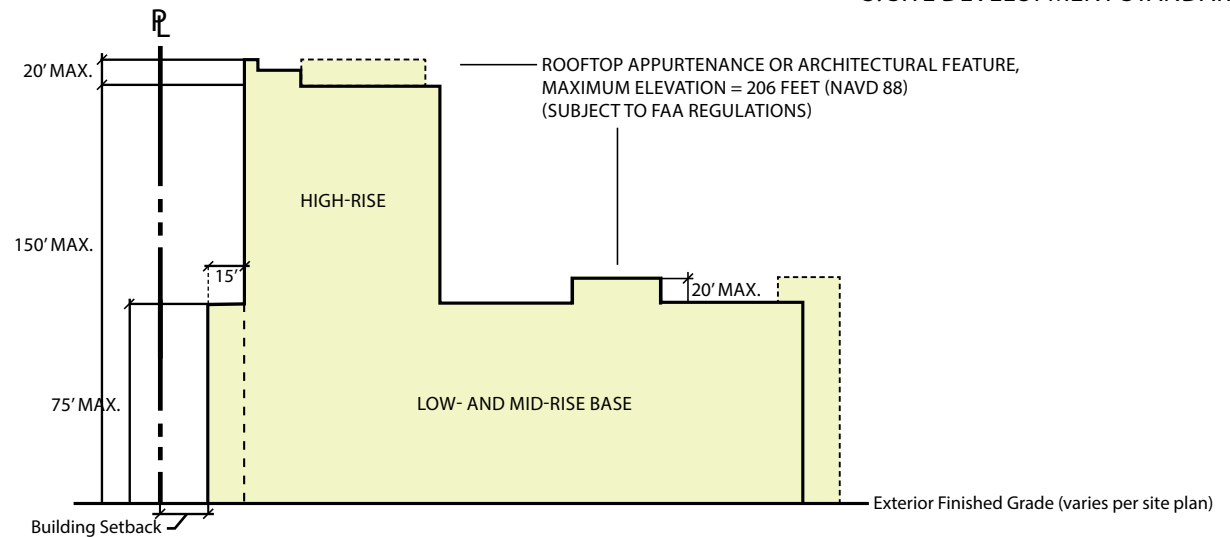 PL
20' MAX.
ROOFTOP APPURTENANCE OR ARCHITECTURAL FEATURE,
MAXIMUM ELEVATION = 206 FEET (NAVD 88)
(SUBJECT TO FAA REGULATIONS)
HIGH-RISE
150' MAX.
15'
20' MAX.
75' MAX.
LOW- AND MID-RISE BASE
Exterior Finished Grade (varies per site plan)
Building Setback